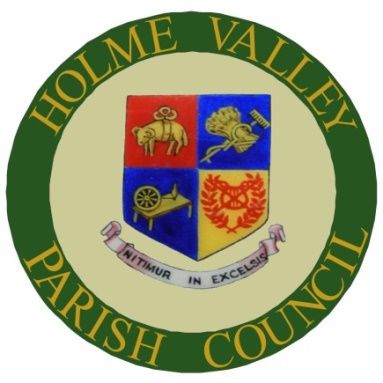 HOLME VALLEY
NITIMUR IN EXCELSIS
PARISH COUNCIL